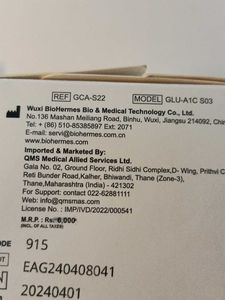 REF GCA-S22 MODEL GLU-A1C S03
Wuxi BioHermes Bio & Medical Technology Co., Ltd.
No.136 Mashan Meiliang Road, Binhu, Wuxi, Jiangsu 214092, Chin
Tel: + (86) 510-85385897 Ext: 2071
E-mail: servi@biohermes.com.cn
www.biohermes.com.cn
Imported & Marketed By:
QMS Medical Allied Services Ltd.
Gala No. 02, Ground Floor, Ridhi Sidhi Complex,D- Wing, Prithvi C
Reti Bunder Road,Kalher, Bhiwandi, Thane (Zone-3),
Thane,Maharashtra (India) - 421302
For Support contact: 022-62881111
E-mail: info@qmsmas.com
License No. : IMP/IVD/2022/000541
M.R.P. : Rs. 6,000
(INCL. OF ALL TAXES)
ODE 915
OT EAG240408041
20240401